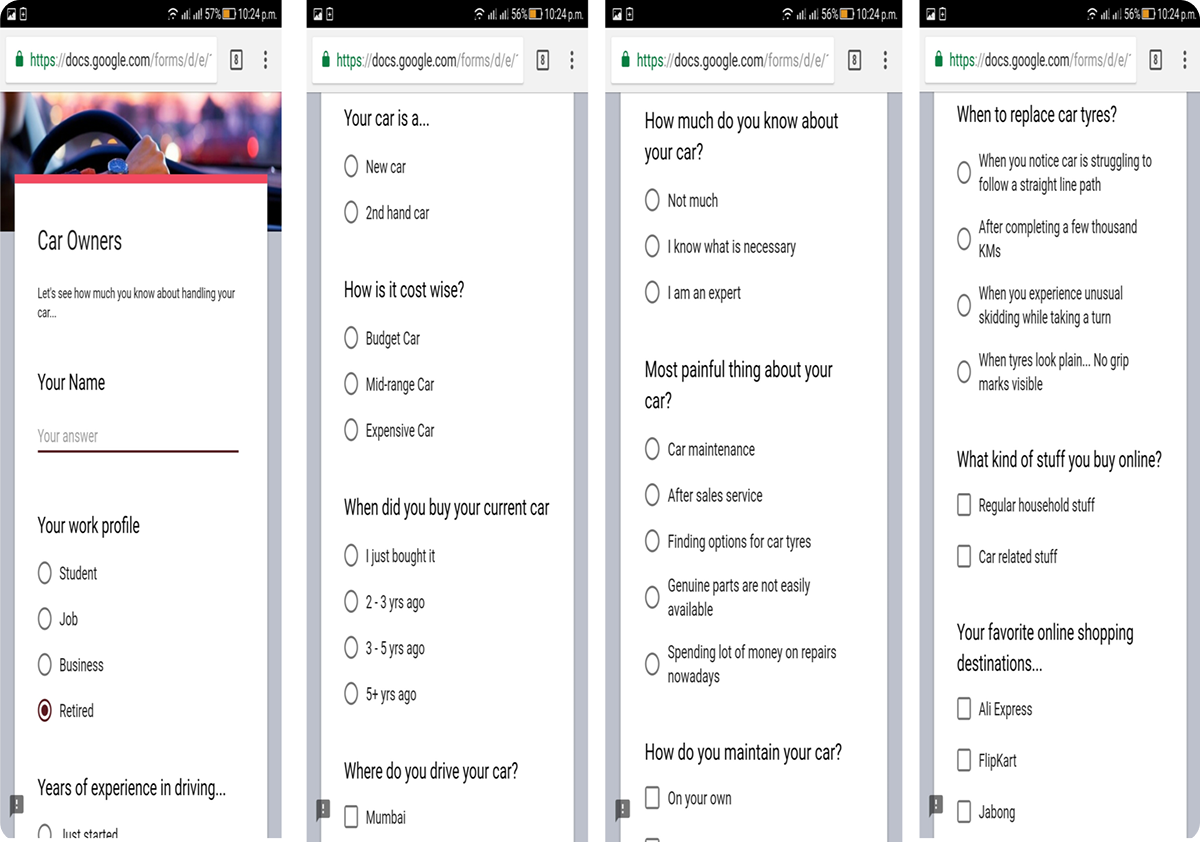 57% 10:24 p.m.
https://docs.google.com/forms/d/e/
8
Car Owners
Let's see how much you know about handling your
car...
Your Name
Your answer
Your work profile
Student
Job
Business
Retired
Years of experience in driving...
Just started
56% 10:24 p.m.
https://docs.google.com/forms/d/e/
8
Your car is a...
New car
2nd hand car
How is it cost wise?
Budget Car
Mid-range Car
Expensive Car
When did you buy your current car
I just bought it
2 - 3 yrs ago
3 - 5 yrs ago
5+ yrs ago
Where do you drive your car?
Mumbai
56% 10:24 p.m.
https://docs.google.com/forms/d/e/
8
How much do you know about
your car?
Not much
I know what is necessary
I am an expert
Most painful thing about your
car?
Car maintenance
After sales service
Finding options for car tyres
Genuine parts are not easily
available
Spending lot of money on repairs
nowadays
How do you maintain your car?
On your own
56% 10:24 p.m.
https://docs.google.com/forms/d/e/
8
When to replace car tyres?
When you notice car is struggling to
follow a straight line path
After completing a few thousand
KMs
When you experience unusual
skidding while taking a turn
When tyres look plain... No grip
marks visible
What kind of stuff you buy online?
Regular household stuff
Car related stuff
Your favorite online shopping
destinations...
Ali Express
FlipKart
Jabong